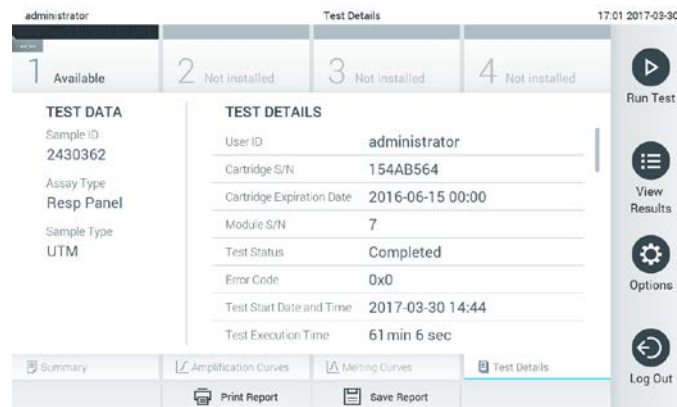 administrator
Test Details
17:01 2017-03-30
1 Available
2 Not installed
3 Not installed
4 Not installed
Run Test
View
Results
Options
Log Out
TEST DATA
Sample ID
2430362
Assay Type
Resp Panel
Sample Type
UTM
TEST DETAILS
User ID administrator
Cartridge S/N 154AB564
Cartridge Expiration Date 2016-06-15 00:00
Module S/N 7
Test Status Completed
Error Code 0x0
Test Start Date and Time 2017-03-30 14:44
Test Execution Time 61 min 6 sec
Summary
Amplification Curves
Melting Curves
Test Details
Print Report
Save Report